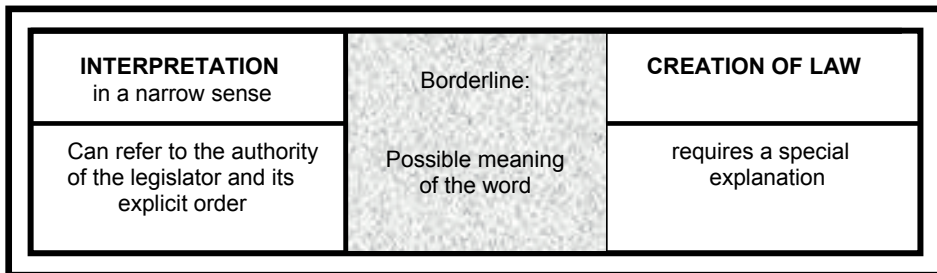 INTERPRETATION
in a narrow sense
Can refer to the authority
of the legislator and its
explicit order
Borderline:
Possible meaning
of the word
CREATION OF LAW
requires a special
explanation